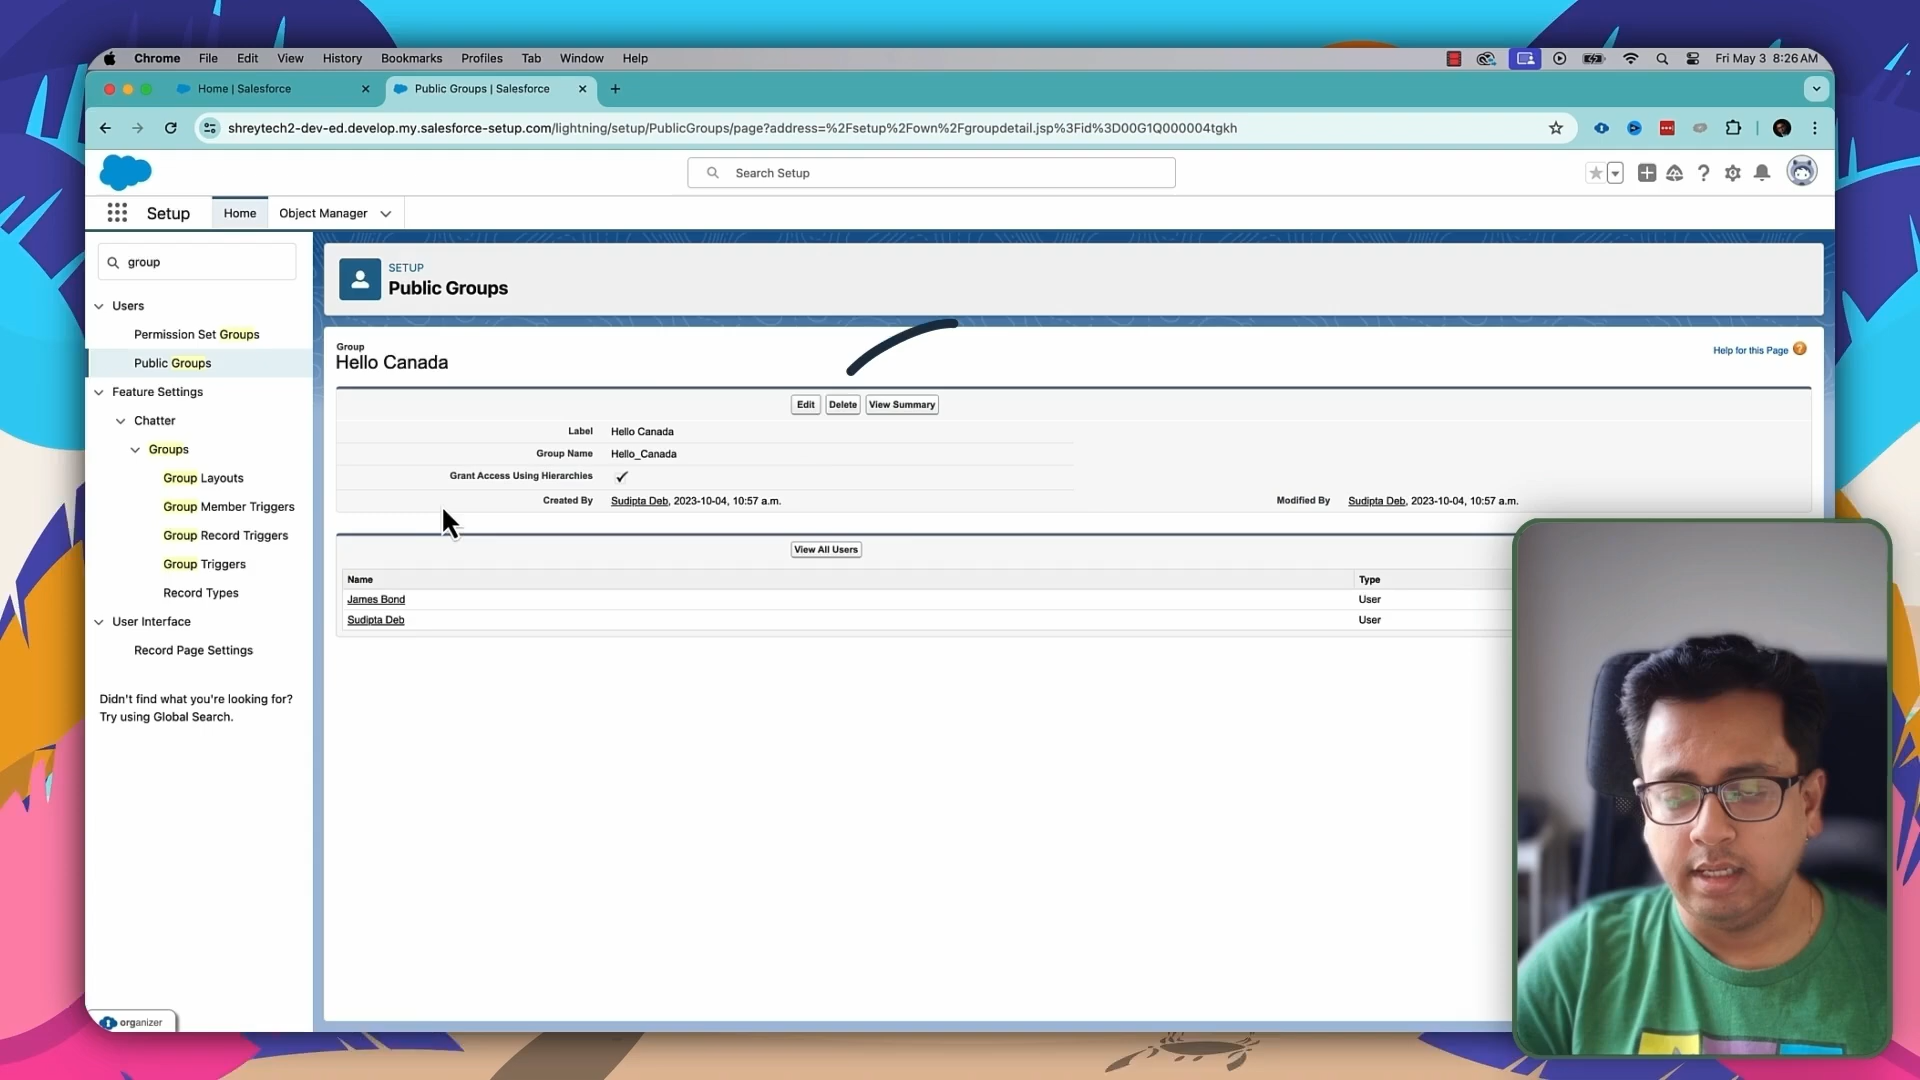 Chrome File Edit View History Bookmarks Profiles Tab Window Help
Fri May 3 8:26 AM
Home | Salesforce
Public Groups | Salesforce
shreytech2-dev-ed.develop.my.salesforce-setup.com/lightning/setup/PublicGroups/page?address=%2Fsetup%2Fown%2Fgroupdetail.jsp%3Fid%3D00G1Q000004tgkh
Search Setup
Setup Home Object Manager
group
Users
Permission Set Groups
Public Groups
Feature Settings
Chatter
Groups
Group Layouts
Group Member Triggers
Group Record Triggers
Group Triggers
Record Types
User Interface
Record Page Settings
Didn't find what you're looking for?
Try using Global Search.
organizer
SETUP
Public Groups
Group
Hello Canada
Help for this Page
Edit Delete View Summary
Label Hello Canada
Group Name Hello_Canada
Grant Access Using Hierarchies
Created By Sudipta Deb, 2023-10-04, 10:57 a.m. Modified By Sudipta Deb, 2023-10-04, 10:57 a.m.
View All Users
Name Type
James Bond User
Sudipta Deb User